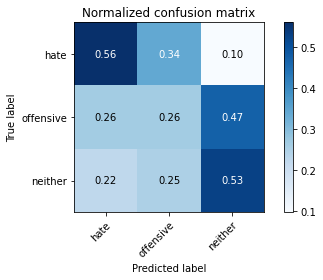 Normalized confusion matrix
True label
hate 0.56 0.34 0.10
offensive 0.26 0.26 0.47
neither 0.22 0.25 0.53
hate offensive neither
Predicted label
0.5
0.4
0.3
0.2
0.1